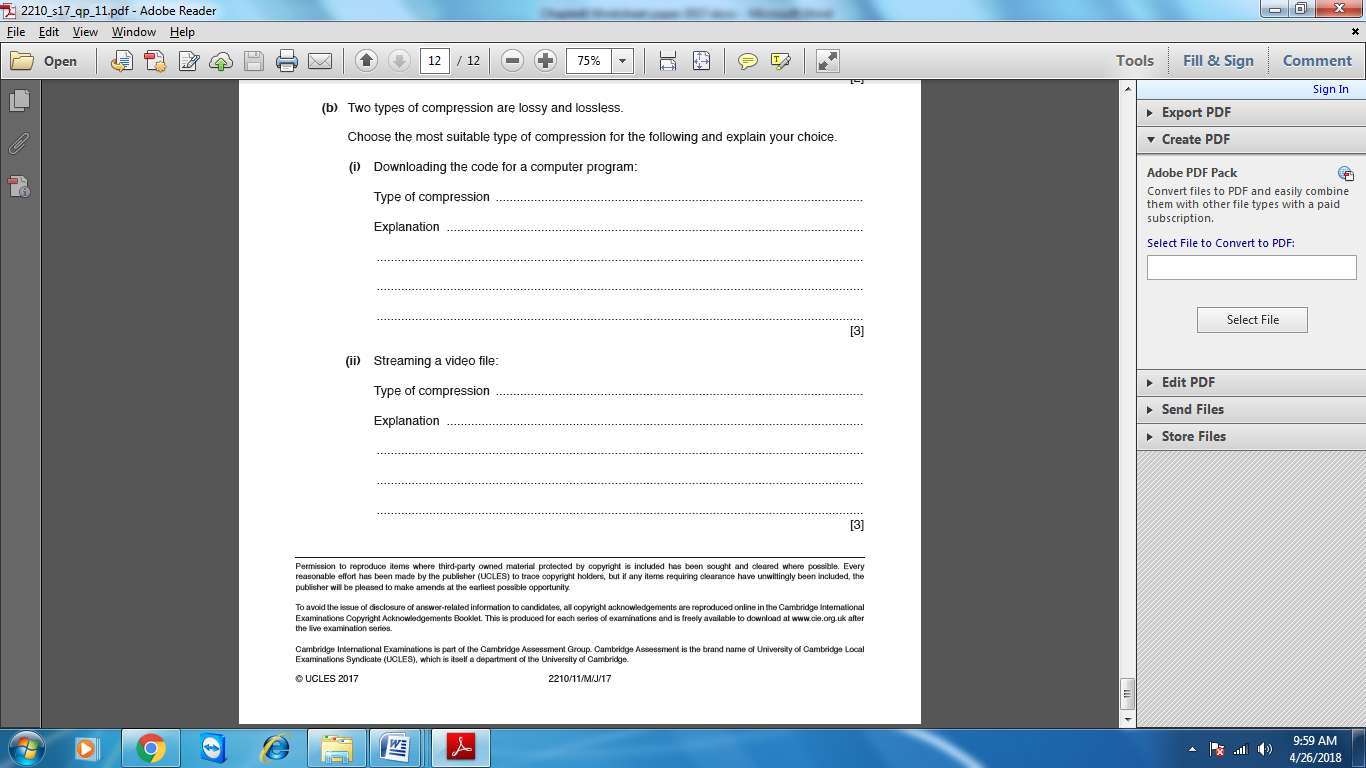 2210_s17_qp_11.pdf - Adobe Reader
File Edit View Window Help
Open 12 / 12 75% Tools Fill & Sign Comment
Sign In
Export PDF
Create PDF
Adobe PDF Pack
Convert files to PDF and easily combine
them with other file types with a paid
subscription.
Select File to Convert to PDF:
Select File
Edit PDF
Send Files
Store Files
(b) Two types of compression are lossy and lossless.
Choose the most suitable type of compression for the following and explain your choice.
(i) Downloading the code for a computer program:
Type of compression ..........................................................................................................
Explanation ........................................................................................................................
............................................................................................................................................
............................................................................................................................................
............................................................................................................................................
[3]
(ii) Streaming a video file:
Type of compression ..........................................................................................................
Explanation ........................................................................................................................
............................................................................................................................................
............................................................................................................................................
............................................................................................................................................
[3]
Permission to reproduce items where third-party owned material protected by copyright is included has been sought and cleared where possible. Every
reasonable effort has been made by the publisher (UCLES) to trace copyright holders, but if any items requiring clearance have unwittingly been included, the
publisher will be pleased to make amends at the earliest possible opportunity.
To avoid the issue of disclosure of answer-related information to candidates, all copyright acknowledgements are reproduced online in the Cambridge International
Examinations Copyright Acknowledgements Booklet. This is produced for each series of examinations and is freely available to download at www.cie.org.uk after
the live examination series.
Cambridge International Examinations is part of the Cambridge Assessment Group. Cambridge Assessment is the brand name of University of Cambridge Local
Examinations Syndicate (UCLES), which is itself a department of the University of Cambridge.
© UCLES 2017 2210/11/M/J/17
9:59 AM
4/26/2018